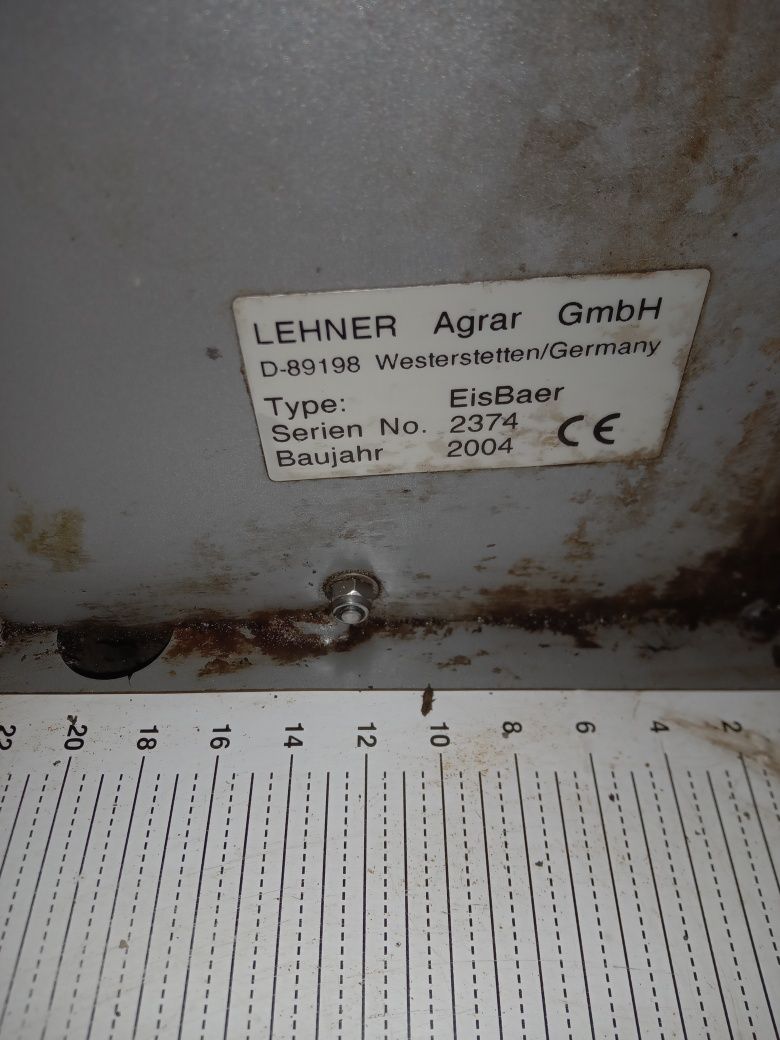 LEHNER Agrar GmbH
D-89198 Westerstetten/Germany
Type: EisBaer
Serien No. 2374
Baujahr 2004 CE
22 20 18 16 14 12 10 8 6 4 2